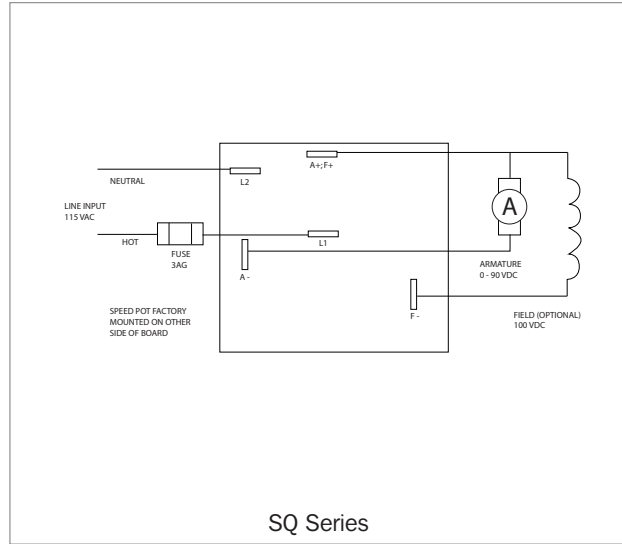 A+; F+
NEUTRAL
L2
LINE INPUT
115 VAC
HOT
FUSE
3AG
L1
A -
A
ARMATURE
0 - 90 VDC
SPEED POT FACTORY
MOUNTED ON OTHER
SIDE OF BOARD
F -
FIELD (OPTIONAL)
100 VDC
SQ Series